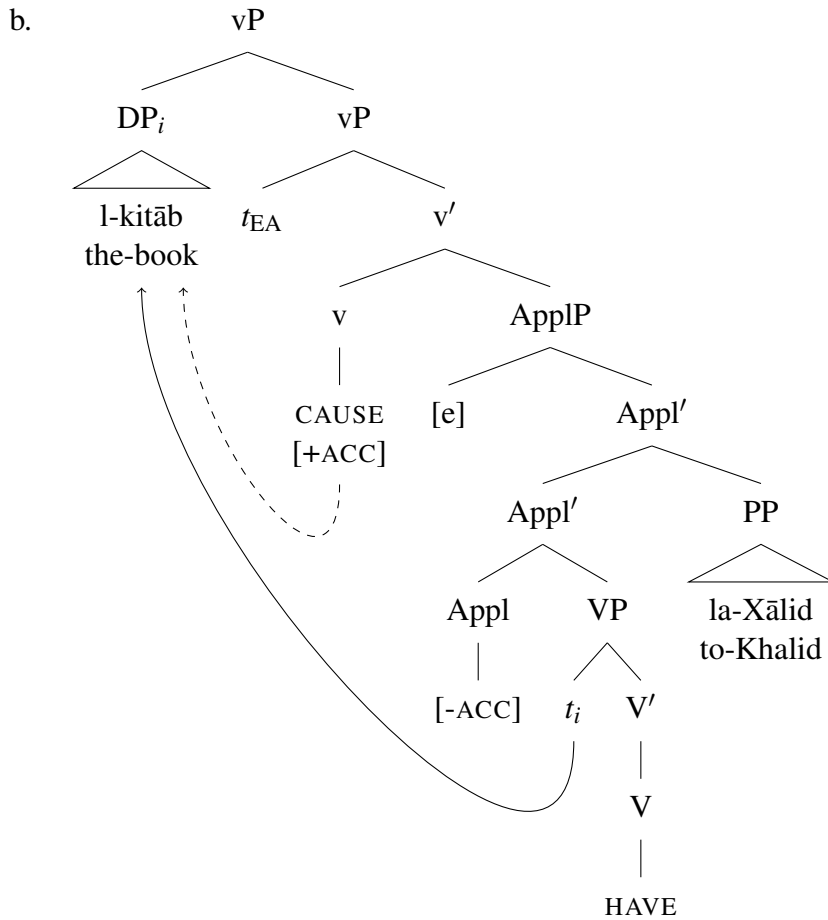 b. vP
DPi vP
l-kitāb tEA v′
the-book
v ApplP
CAUSE [e] Appl′
[+ACC]
Appl′ PP
Appl VP la-Xālid
to-Khalid
[-ACC] ti V′
V
HAVE